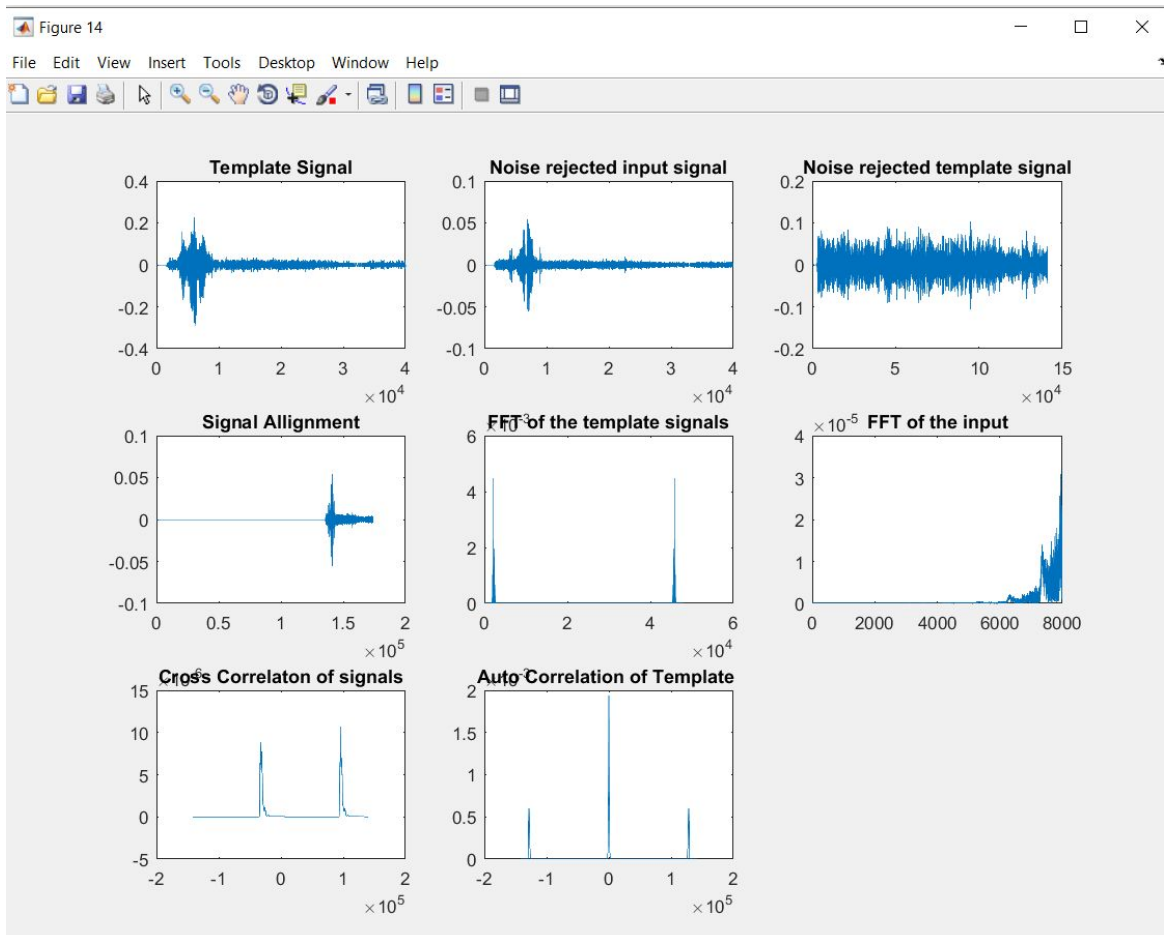 Figure 14
File Edit View Insert Tools Desktop Window Help
Template Signal
0.4
0.2
0
-0.2
-0.4
0 1 2 3 4
×10^4
Noise rejected input signal
0.1
0.05
0
-0.05
-0.1
0 1 2 3 4
×10^4
Noise rejected template signal
0.2
0.1
0
-0.1
-0.2
0 5 10 15
×10^4
Signal Allignment
0.1
0.05
0
-0.05
-0.1
0 0.5 1 1.5 2
×10^5
FFT of the template signals
×10^-3
6
4
2
0
0 2 4 6
×10^4
FFT of the input
×10^-5
4
3
2
1
0
0 2000 4000 6000 8000
Cross Correlaton of signals
15
10
5
0
-5
-2 -1 0 1 2
×10^5
Auto Correlation of Template
×10^-3
2
1.5
1
0.5
0
-2 -1 0 1 2
×10^5